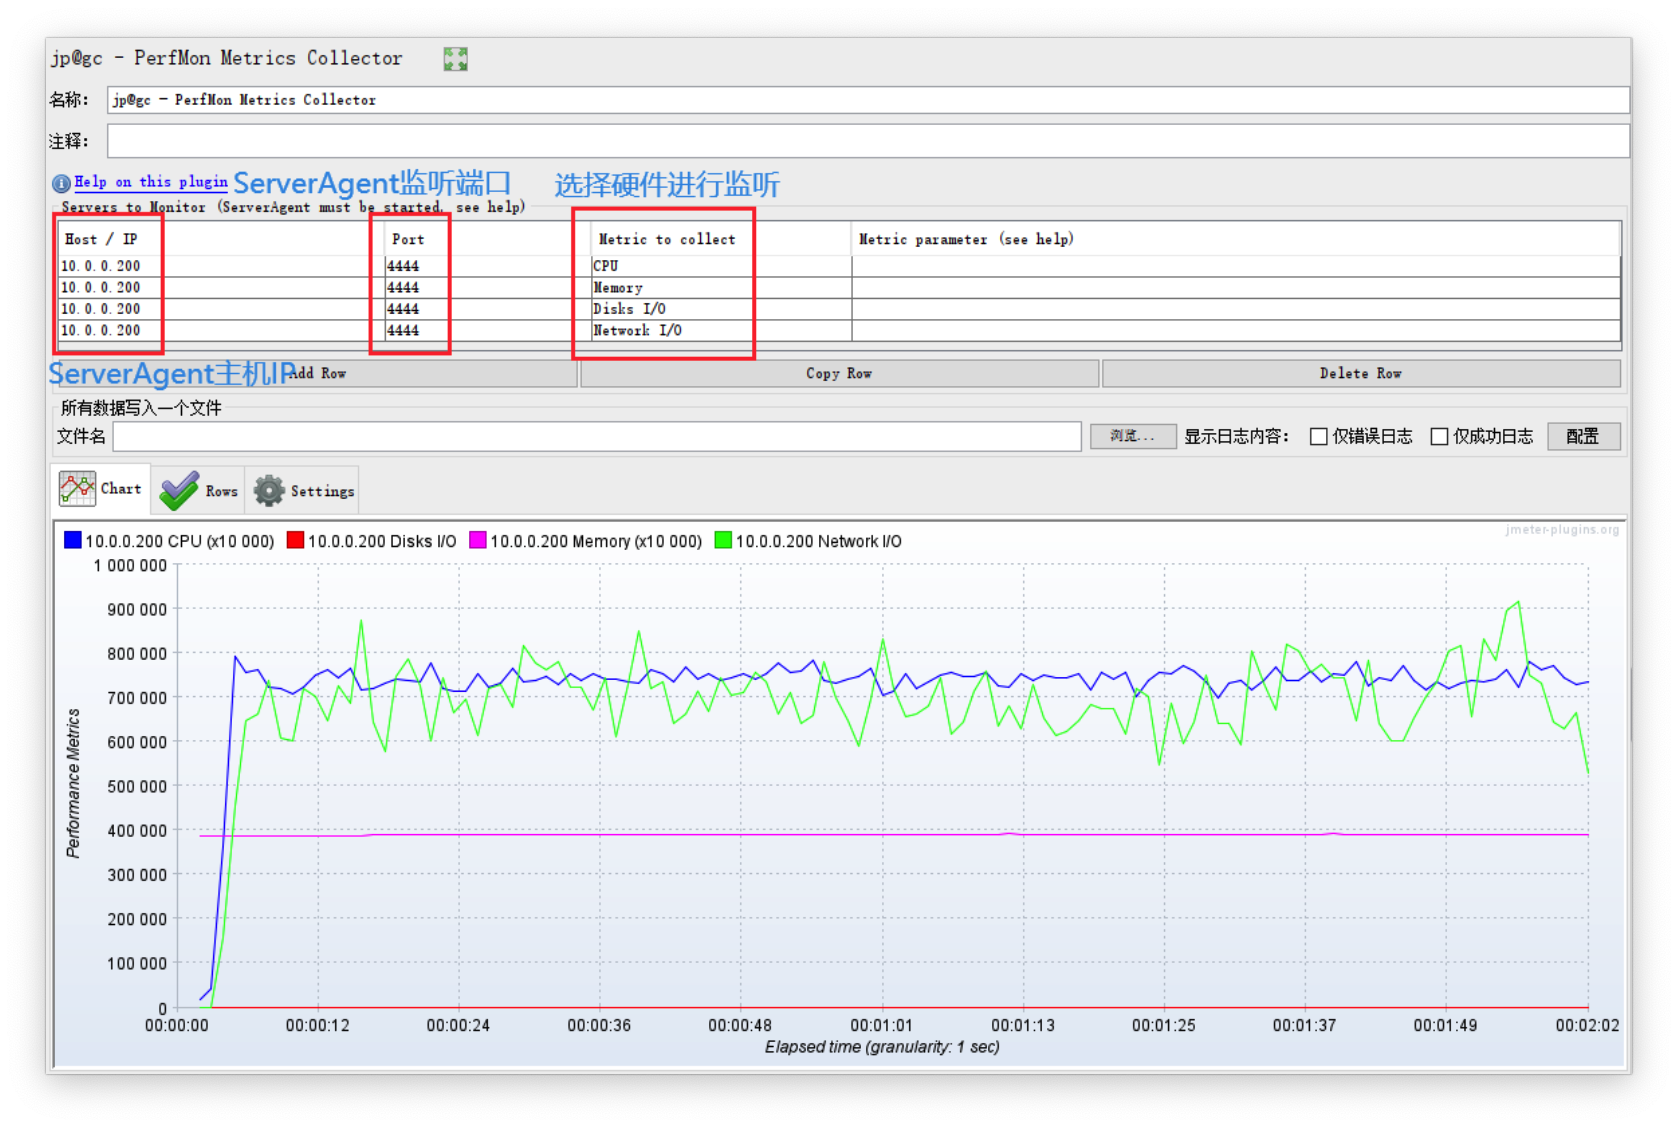 jp@gc - PerfMon Metrics Collector
名称： jp@gc - PerfMon Metrics Collector
注释：
Help on this plugin ServerAgent监听端口 选择硬件进行监听
Servers to Monitor (ServerAgent must be started, see help)
Host / IP Port Metric to collect Metric parameter (see help)
10.0.0.200 4444 CPU
10.0.0.200 4444 Memory
10.0.0.200 4444 Disks I/O
10.0.0.200 4444 Network I/O
ServerAgent主机IP Add Row Copy Row Delete Row
所有数据写入一个文件
文件名 浏览... 显示日志内容： 仅错误日志 仅成功日志 配置
Chart Rows Settings
jmeter-plugins.org
10.0.0.200 CPU (x10 000) 10.0.0.200 Disks I/O 10.0.0.200 Memory (x10 000) 10.0.0.200 Network I/O
1 000 000
900 000
800 000
700 000
600 000
500 000
400 000
300 000
200 000
100 000
0
Performance Metrics
00:00:00 00:00:12 00:00:24 00:00:36 00:00:48 00:01:01 00:01:13 00:01:25 00:01:37 00:01:49 00:02:02
Elapsed time (granularity: 1 sec)